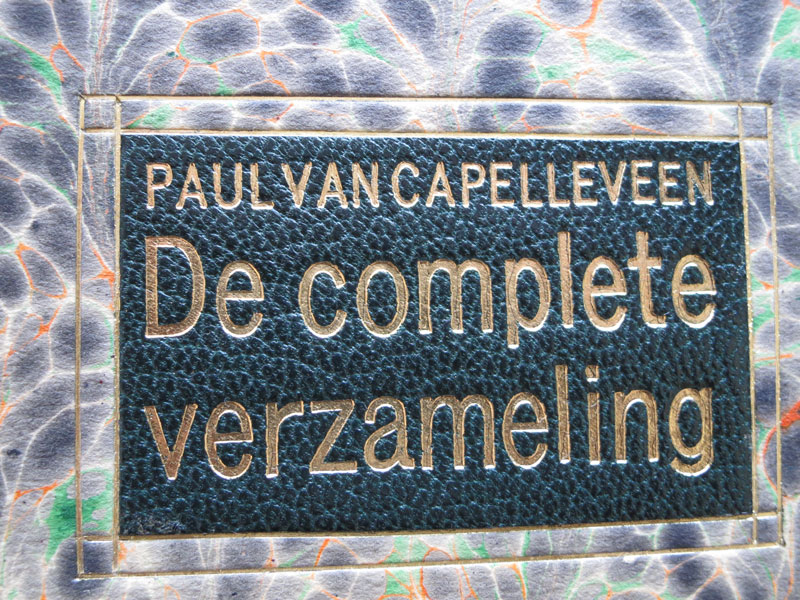 PAUL VAN CAPELLEVEEN
De complete
verzameling